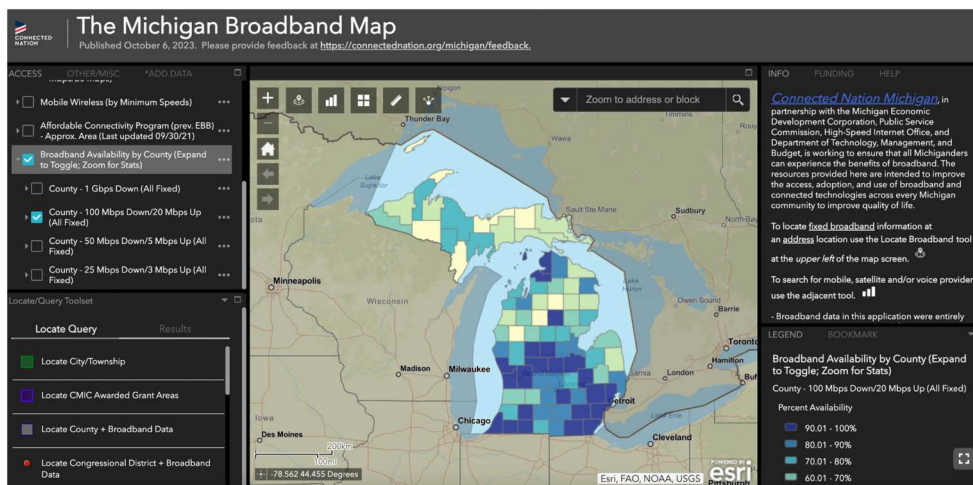 CONNECTED
NATION
The Michigan Broadband Map
Published October 6, 2023. Please provide feedback at https://connectednation.org/michigan/feedback.
ACCESS OTHER/MISC *ADD DATA
Mobile Wireless (by Minimum Speeds)
Affordable Connectivity Program (prev. EBB)
- Approx. Area (Last updated 09/30/21)
Broadband Availability by County (Expand
to Toggle; Zoom for Stats)
County - 1 Gbps Down (All Fixed)
County - 100 Mbps Down/20 Mbps Up (All
Fixed)
County - 50 Mbps Down/5 Mbps Up (All
Fixed)
County - 25 Mbps Down/3 Mbps Up (All
Fixed)
Locate/Query Toolset
Locate Query Results
Locate City/Township
Locate CMIC Awarded Grant Areas
Locate County + Broadband Data
Locate Congressional District + Broadband
Data
Zoom to address or block
Nipigon
Timmins
Thunder Bay
Wawa
Lake
Superior
Sault Ste Marie
Sudbury
North Bay
Minneapolis
Wisconsin
Lake
Huron
Owen Sound
Barrie
Toronto
Hamilton
Madison
Milwaukee
Sarnia
London
Detroit
Lake Erie
Chicago
Cleveland
Iowa
Des Moines
Pittsburgh
200km
100mi
-78.562 44.455 Degrees
Esri, FAO, NOAA, USGS
POWERED BY
esri
INFO FUNDING HELP
Connected Nation Michigan, in
partnership with the Michigan Economic
Development Corporation, Public Service
Commission, High-Speed Internet Office, and
Department of Technology, Management, and
Budget, is working to ensure that all Michiganders
can experience the benefits of broadband. The
resources provided here are intended to improve
the access, adoption, and use of broadband and
connected technologies across every Michigan
community to improve quality of life.
To locate fixed broadband information at
an address location use the Locate Broadband tool
at the upper left of the map screen.
To search for mobile, satellite and/or voice provider
use the adjacent tool.
- Broadband data in this application were entirely
LEGEND BOOKMARK
Broadband Availability by County (Expand
to Toggle; Zoom for Stats)
County - 100 Mbps Down/20 Mbps Up (All Fixed)
Percent Availability
90.01 - 100%
80.01 - 90%
70.01 - 80%
60.01 - 70%